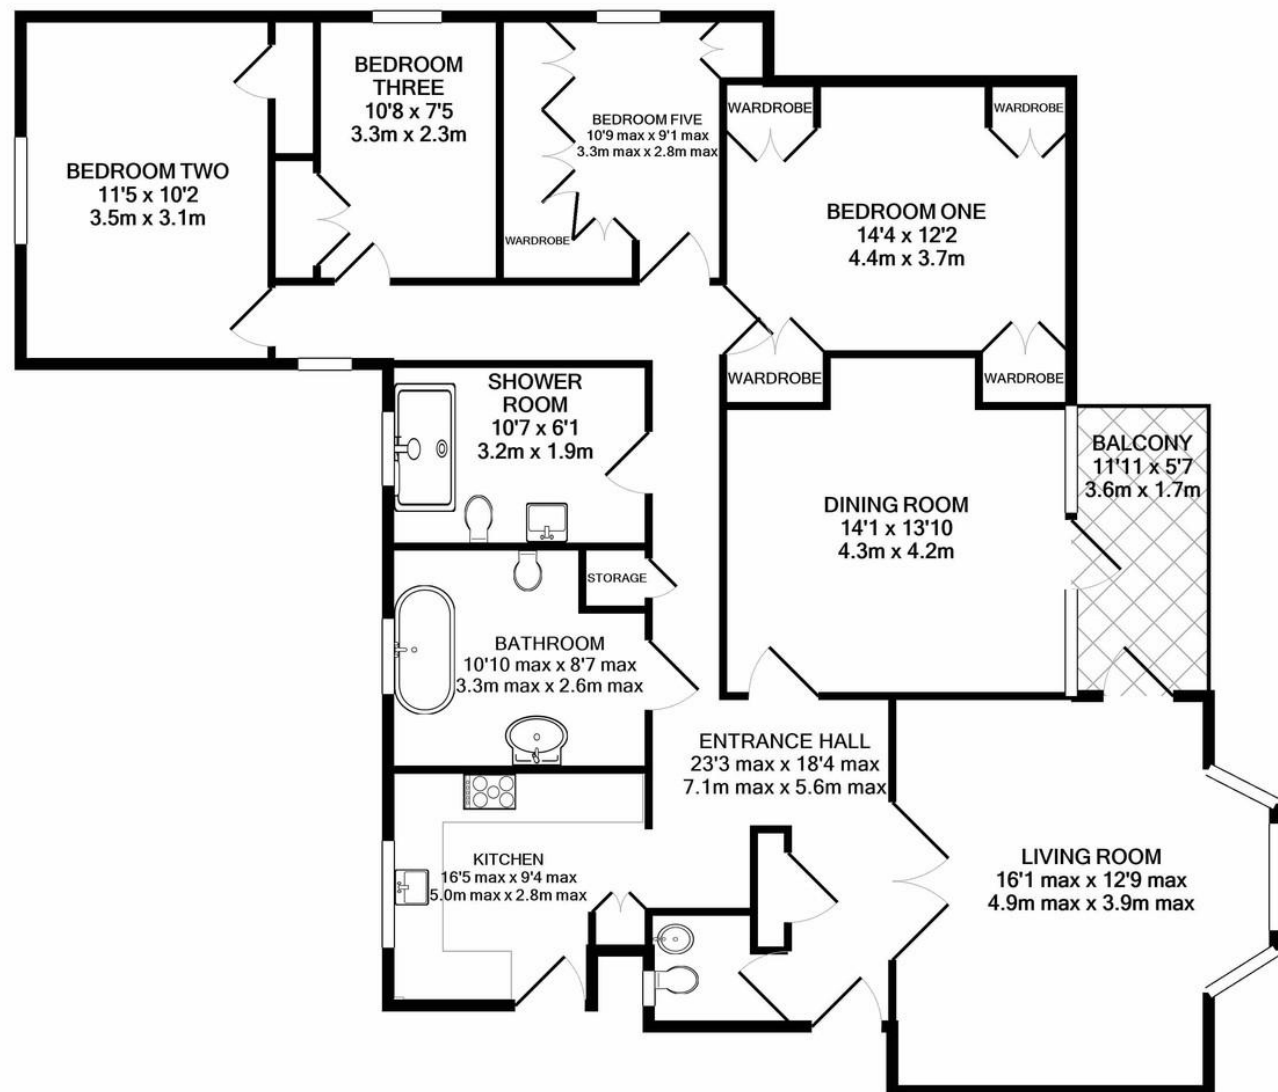 BEDROOM TWO
11'5 x 10'2
3.5m x 3.1m
BEDROOM
THREE
10'8 x 7'5
3.3m x 2.3m
BEDROOM FIVE
10'9 max x 9'1 max
3.3m max x 2.8m max
WARDROBE
WARDROBE
WARDROBE
BEDROOM ONE
14'4 x 12'2
4.4m x 3.7m
WARDROBE
WARDROBE
SHOWER
ROOM
10'7 x 6'1
3.2m x 1.9m
DINING ROOM
14'1 x 13'10
4.3m x 4.2m
BALCONY
11'11 x 5'7
3.6m x 1.7m
STORAGE
BATHROOM
10'10 max x 8'7 max
3.3m max x 2.6m max
ENTRANCE HALL
23'3 max x 18'4 max
7.1m max x 5.6m max
KITCHEN
16'5 max x 9'4 max
5.0m max x 2.8m max
LIVING ROOM
16'1 max x 12'9 max
4.9m max x 3.9m max